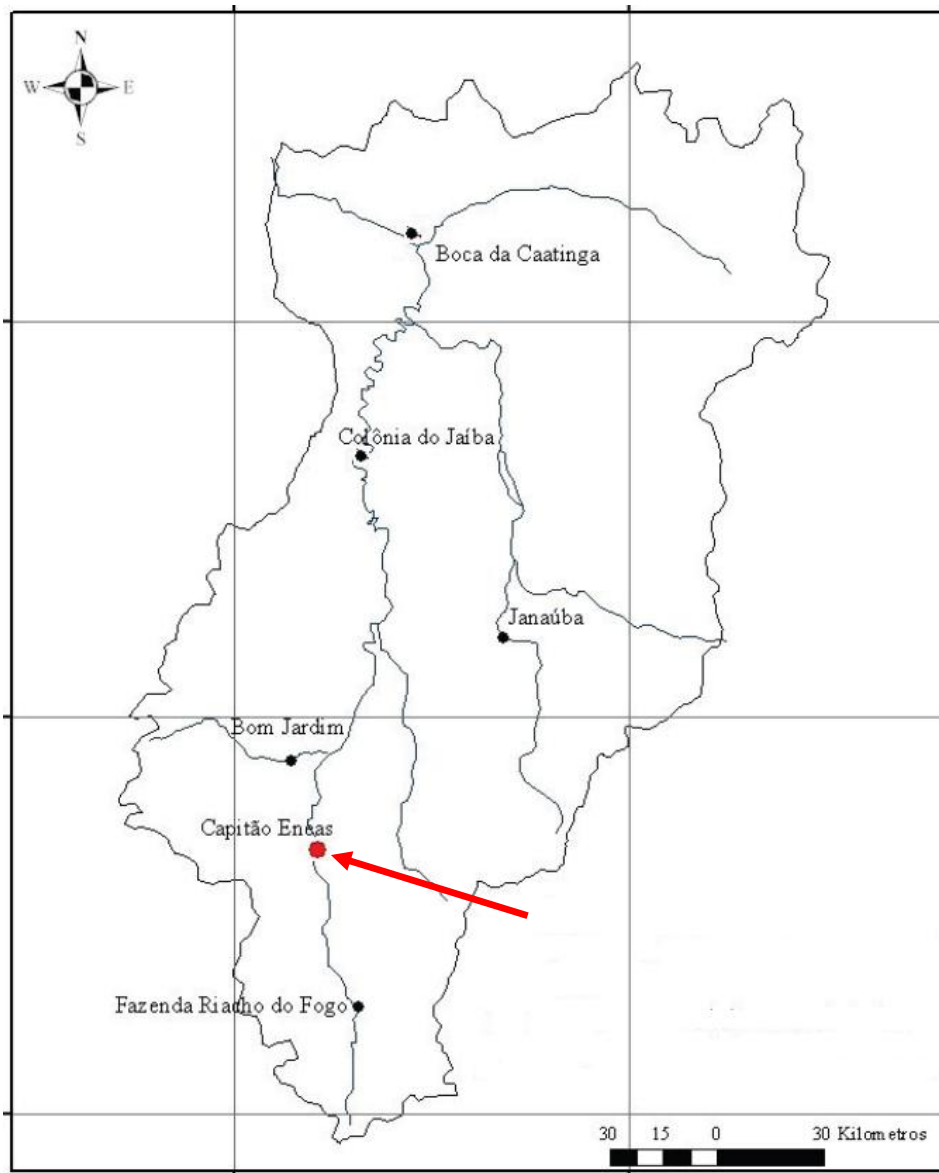 N
W E
S
Boca da Caatinga
Colônia do Jaíba
Janaúba
Bom Jardim
Capitão Eneas
Fazenda Riacho do Fogo
30 15 0 30 Kilometros